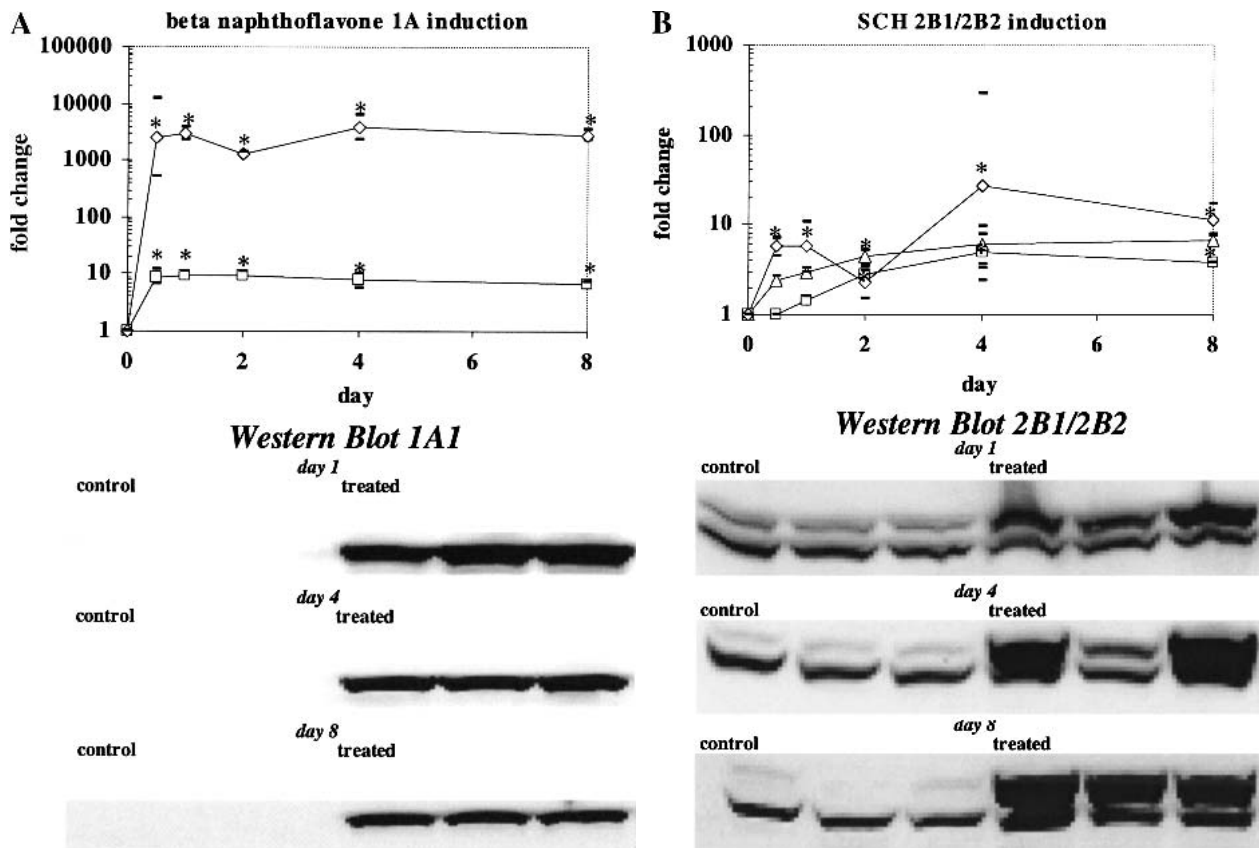 A
beta naphthoflavone 1A induction
100000
10000
1000
100
10
1
fold change
0 2 4 6 8
day
Western Blot 1A1
day 1
control treated
day 4
control treated
day 8
control treated
B
SCH 2B1/2B2 induction
1000
100
10
1
fold change
0 2 4 6 8
day
Western Blot 2B1/2B2
day 1
control treated
day 4
control treated
day 8
control treated